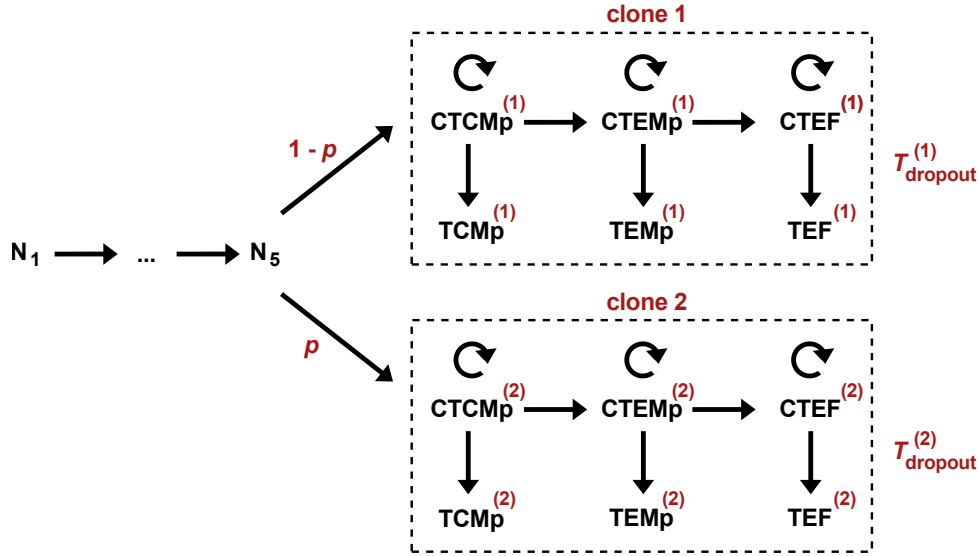 clone 1
CTCMp(1) CTEMp(1) CTEF(1)
1 - p
T(1)dropout
TCMp(1) TEMp(1) TEF(1)
N1 ... N5
clone 2
p
CTCMp(2) CTEMp(2) CTEF(2)
T(2)dropout
TCMp(2) TEMp(2) TEF(2)